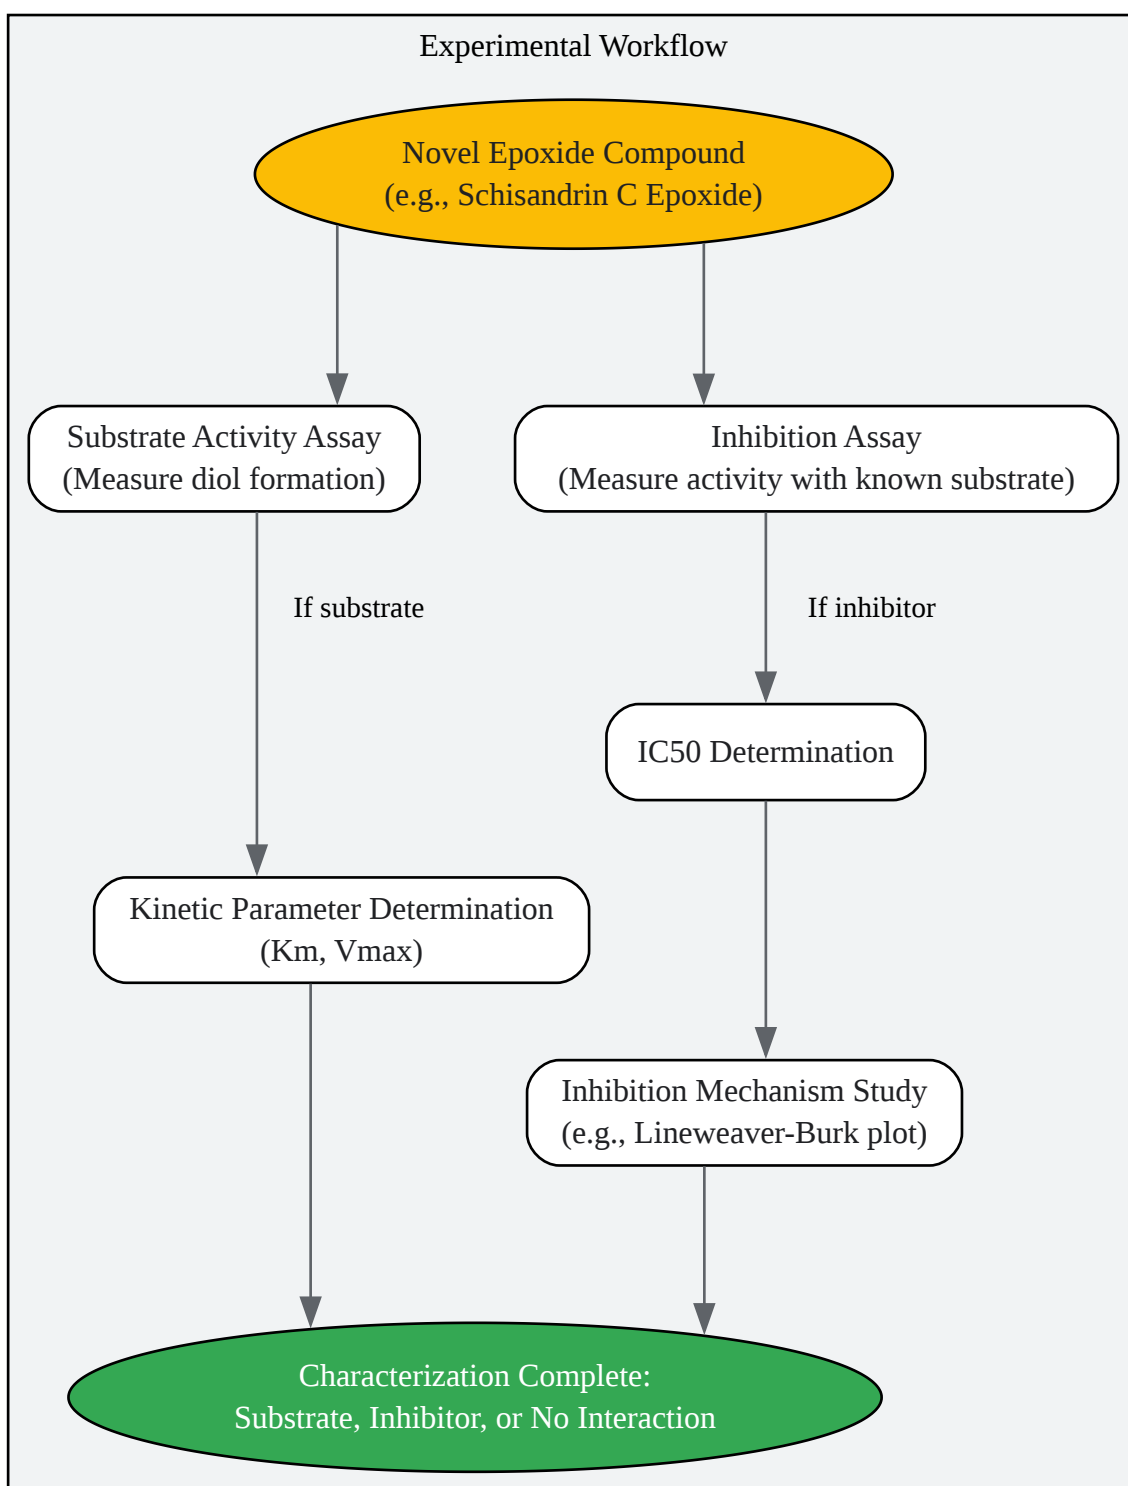 Experimental Workflow
Novel Epoxide Compound
(e.g., Schisandrin C Epoxide)
Substrate Activity Assay
(Measure diol formation)
Inhibition Assay
(Measure activity with known substrate)
If substrate
If inhibitor
IC50 Determination
Kinetic Parameter Determination
(Km, Vmax)
Inhibition Mechanism Study
(e.g., Lineweaver-Burk plot)
Characterization Complete:
Substrate, Inhibitor, or No Interaction